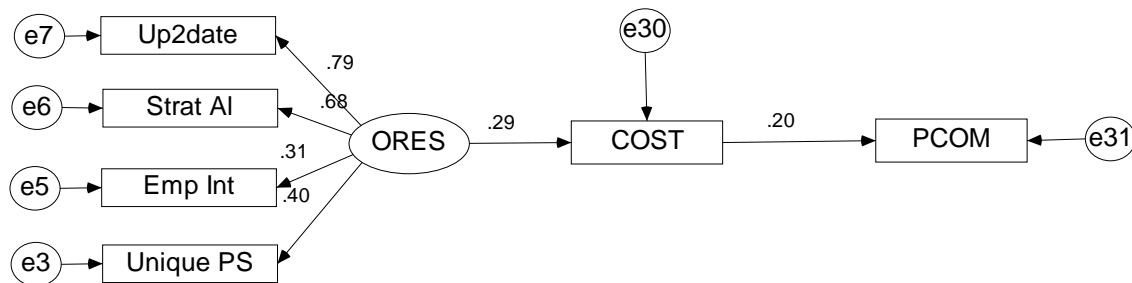 e7
Up2date
e30
.79
e6
Strat Al
.68
ORES
.29
COST
.20
PCOM
e31
.31
e5
Emp Int
.40
e3
Unique PS